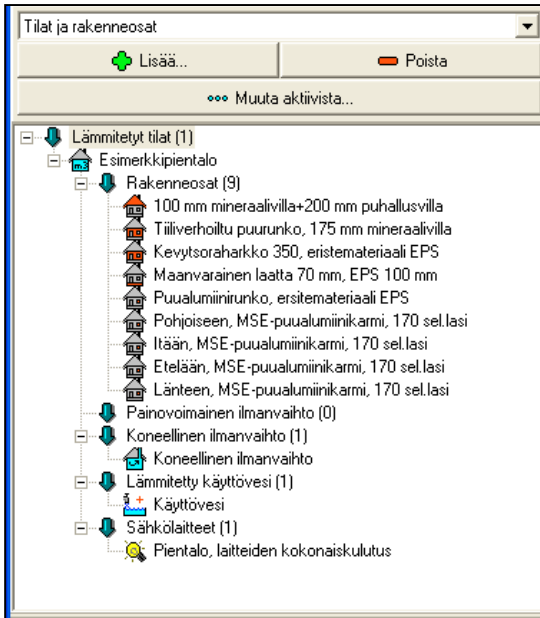 Tilat ja rakenneosat
Lisää...
Poista
Muuta aktiivista...
Lämmitetyt tilat (1)
m3 Esimerkkipientalo
Rakenneosat (9)
100 mm mineraalivilla+200 mm puhallusvilla
Tiiliverhoiltu puurunko, 175 mm mineraalivilla
Kevytsoraharkko 350, eristemateriaali EPS
Maanvarainen laatta 70 mm, EPS 100 mm
Puualumiinirunko, ersitemateriaali EPS
Pohjoiseen, MSE-puualumiinikarmi, 170 sel.lasi
Itään, MSE-puualumiinikarmi, 170 sel.lasi
Etelään, MSE-puualumiinikarmi, 170 sel.lasi
Länteen, MSE-puualumiinikarmi, 170 sel.lasi
Painovoimainen ilmanvaihto (0)
Koneellinen ilmanvaihto (1)
Koneellinen ilmanvaihto
Lämmitetty käyttövesi (1)
Käyttövesi
Sähkölaitteet (1)
Pientalo, laitteiden kokonaiskulutus